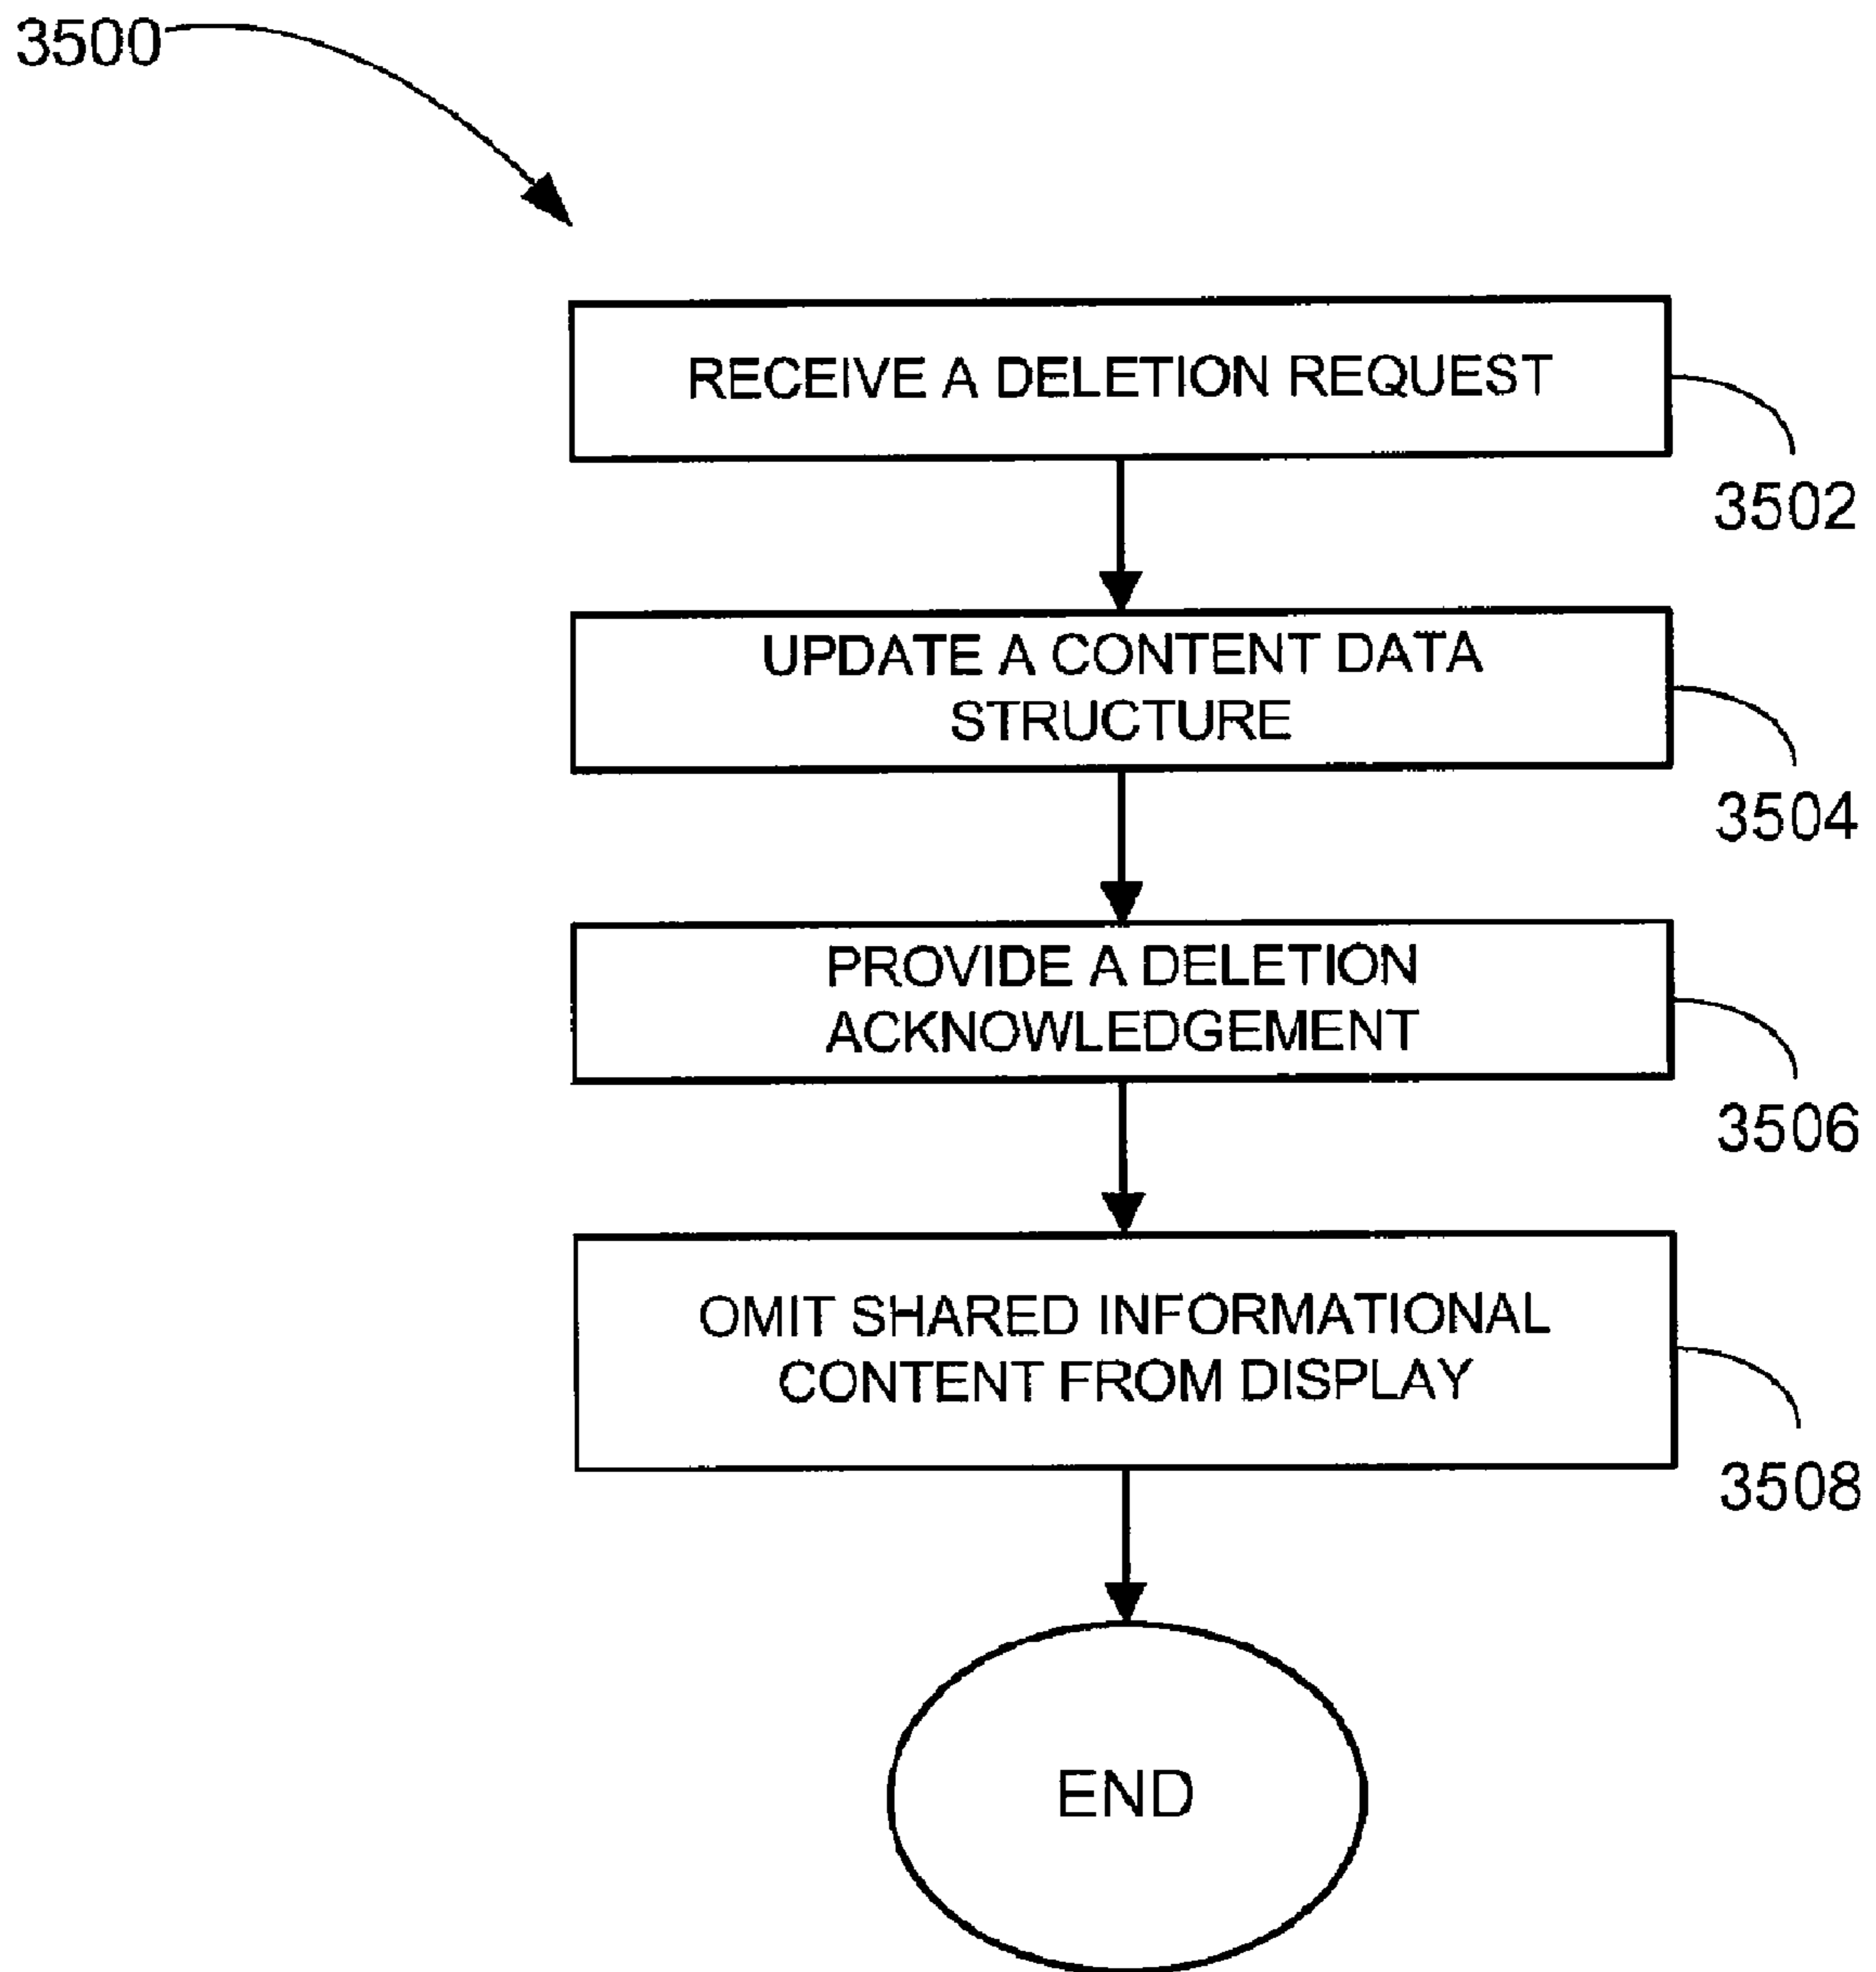 3500
RECEIVE A DELETION REQUEST
3502
UPDATE A CONTENT DATA
STRUCTURE
3504
PROVIDE A DELETION
ACKNOWLEDGEMENT
3506
OMIT SHARED INFORMATIONAL
CONTENT FROM DISPLAY
3508
END